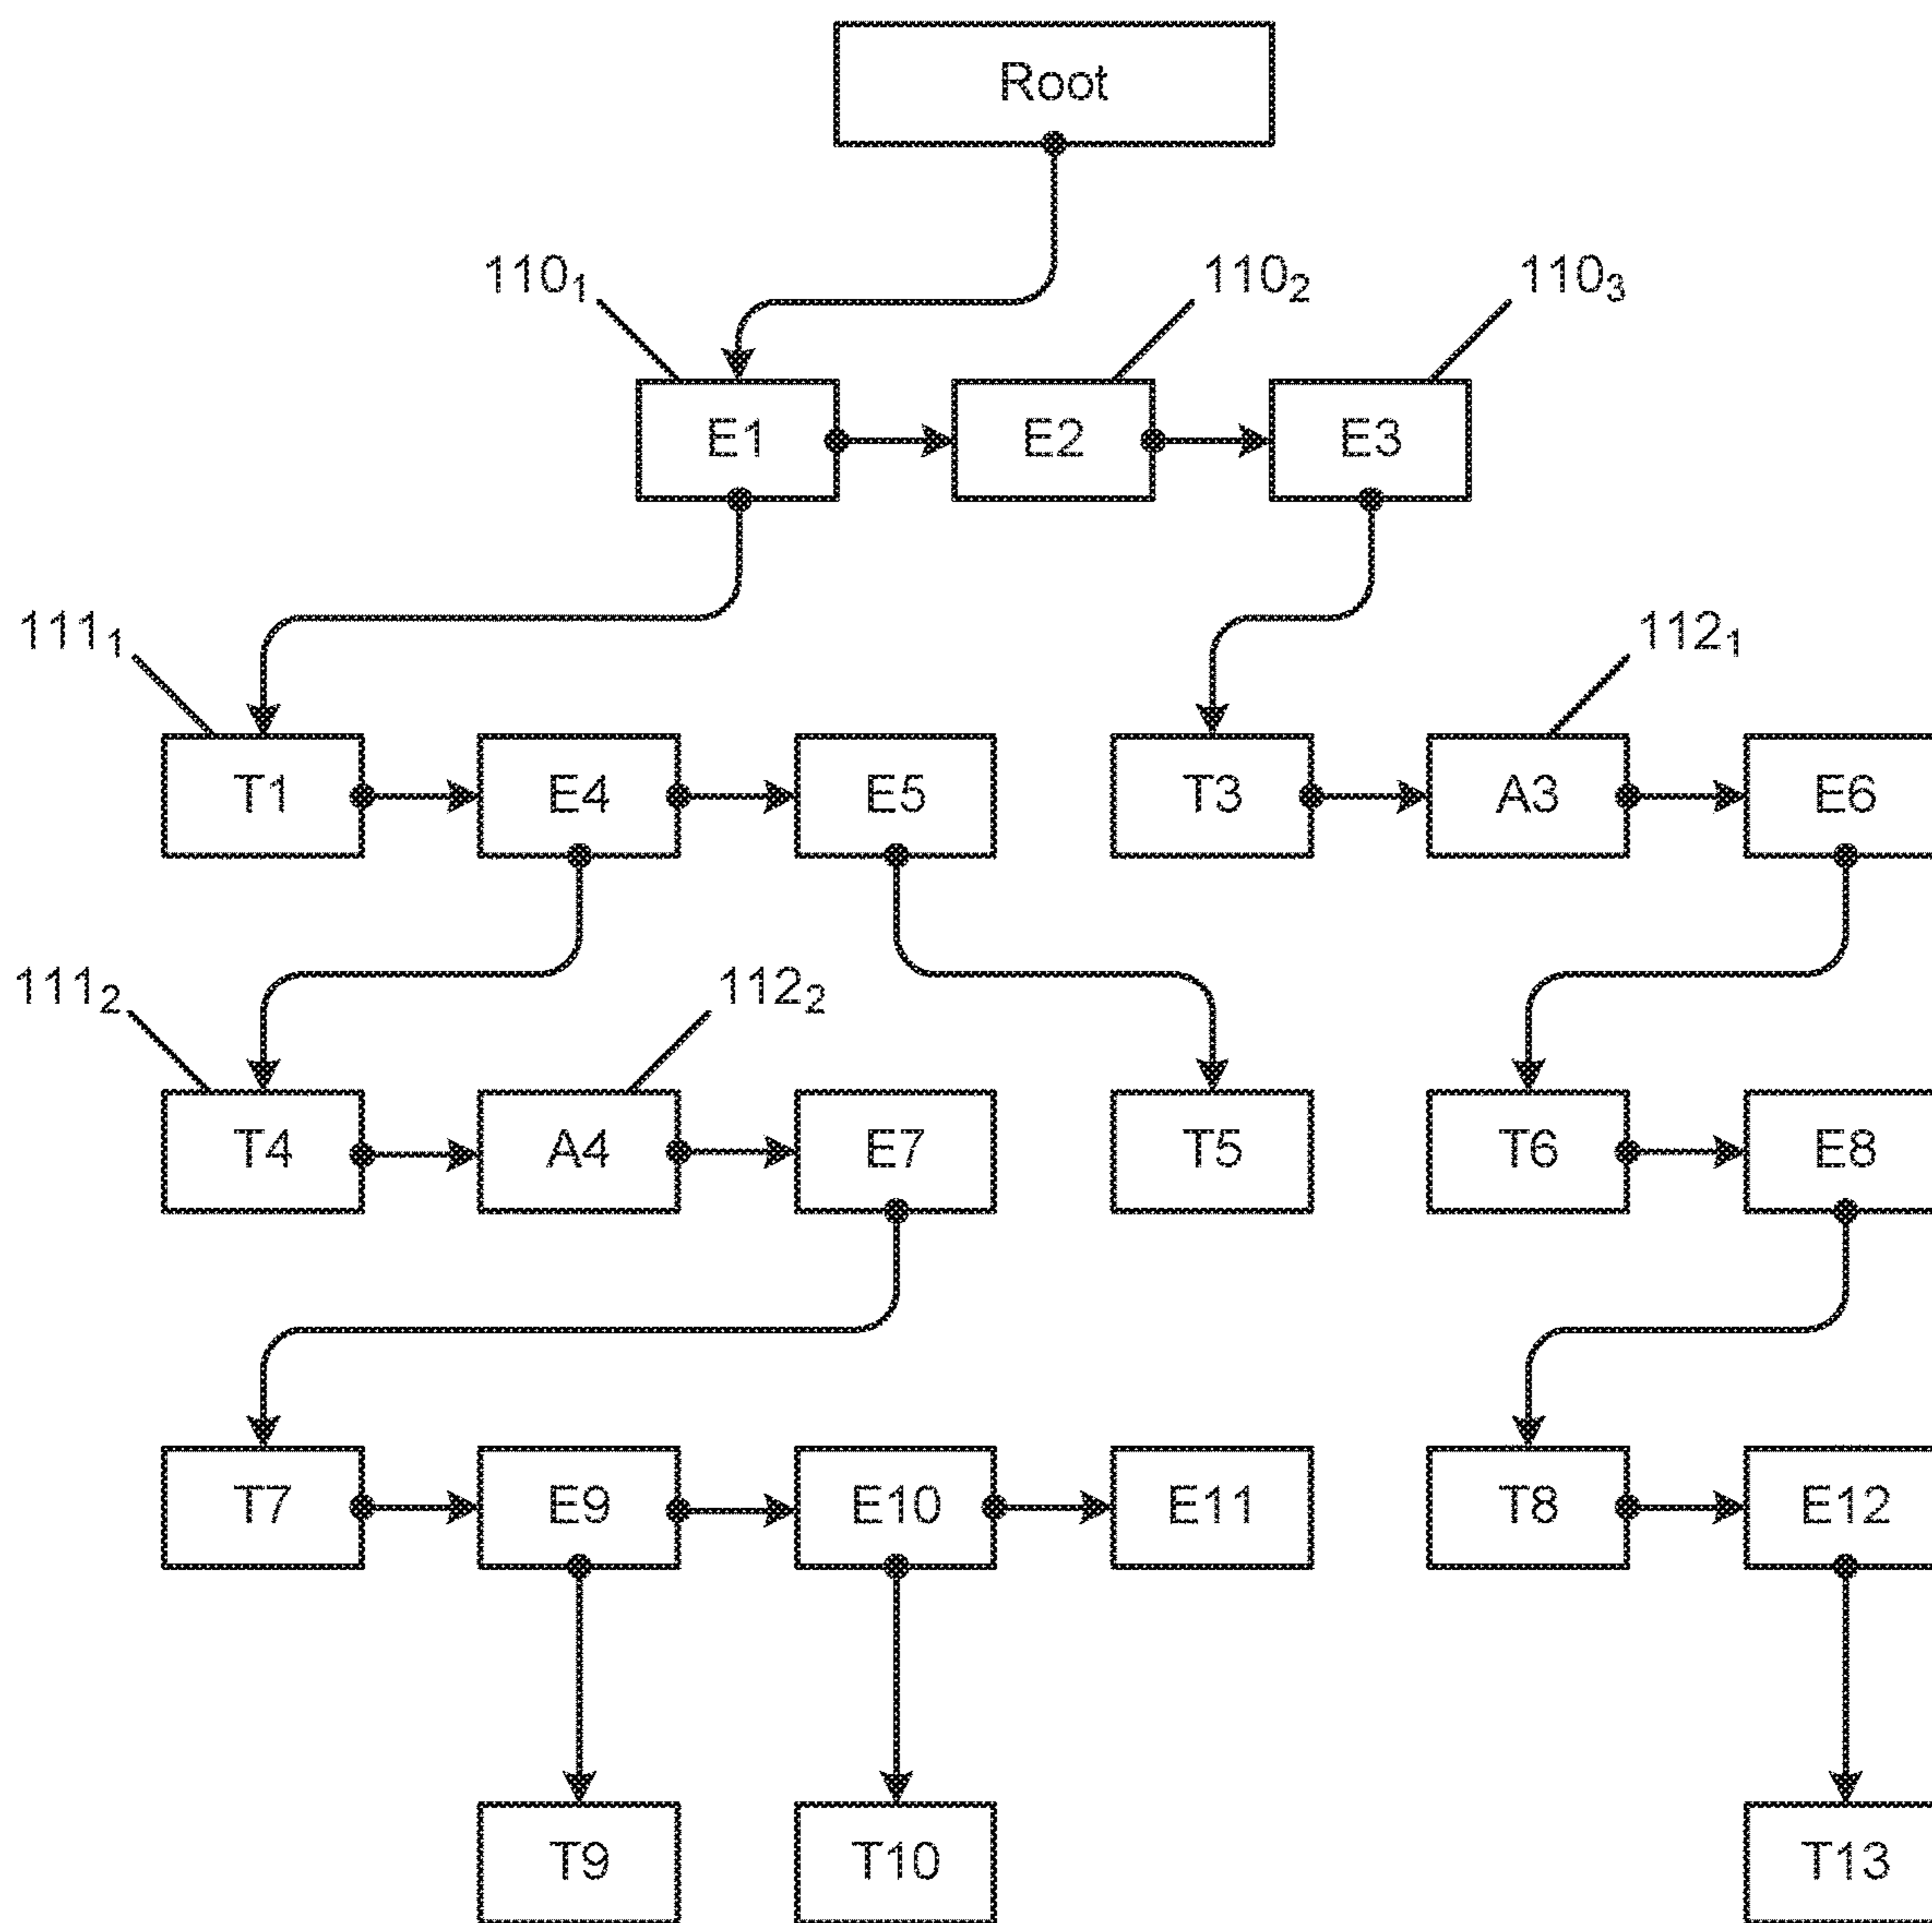 Root
110₁ 110₂ 110₃
E1 E2 E3
111₁ 112₁
T1 E4 E5 T3 A3 E6
111₂ 112₂
T4 A4 E7 T5 T6 E8
T7 E9 E10 E11 T8 E12
T9 T10 T13